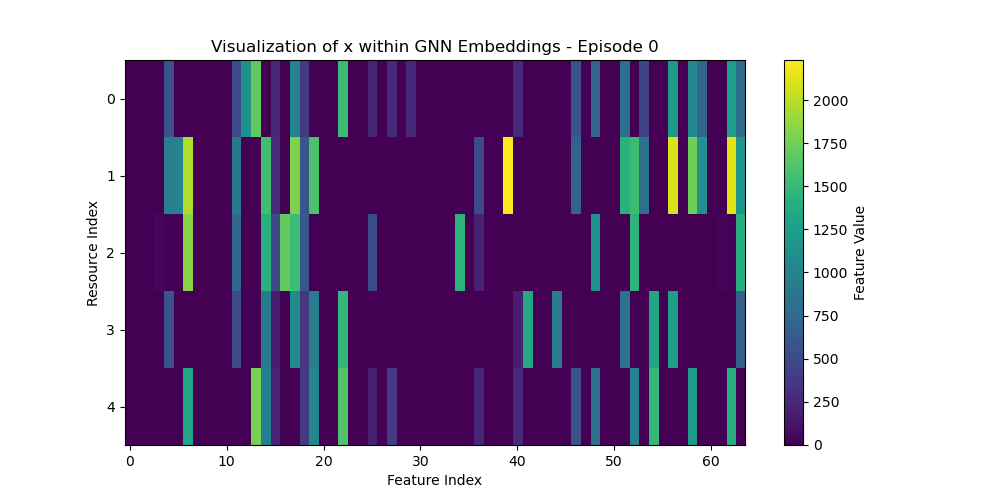 Visualization of x within GNN Embeddings - Episode 0
Resource Index
0
1
2
3
4
0 10 20 30 40 50 60
Feature Index
2000
1750
1500
1250
1000
750
500
250
0
Feature Value